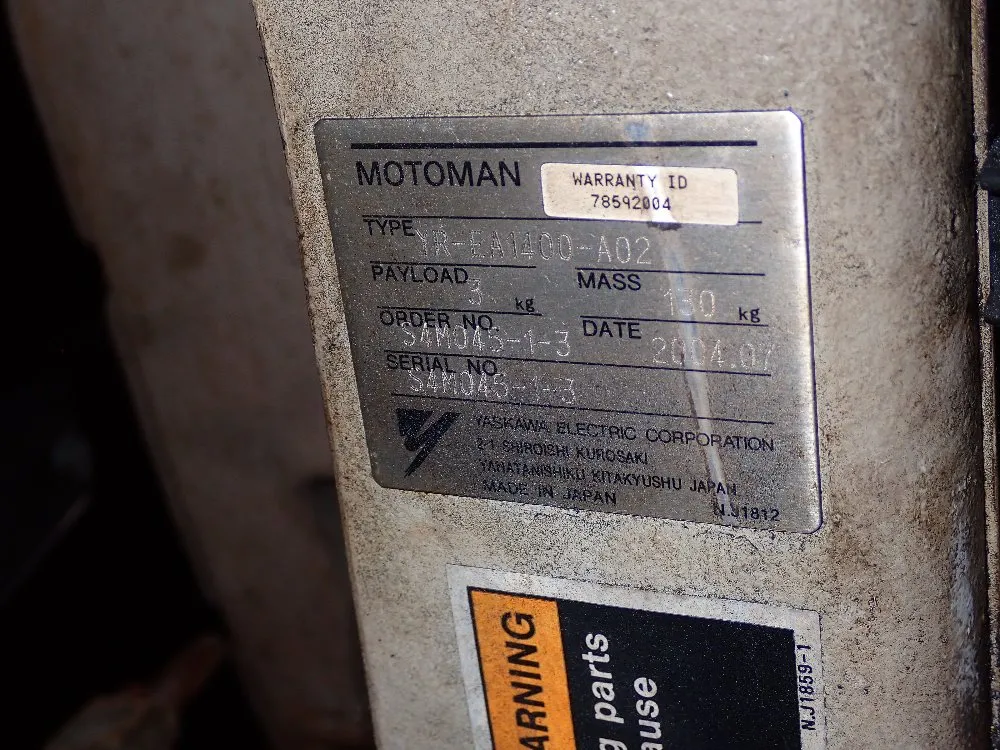 MOTOMAN
WARRANTY ID
78592004
TYPE YR-EA1400-A02
PAYLOAD 3 kg
MASS 130 kg
ORDER NO. S4M045-1-3
DATE 2004.07
SERIAL NO. S4M045-1-3
YASKAWA ELECTRIC CORPORATION
2-1 SHIROISHI KUROSAKI
YAHATANISHIKU KITAKYUSHU JAPAN
MADE IN JAPAN
NJ1812
ARNING
g parts
ause
NJ1859-1